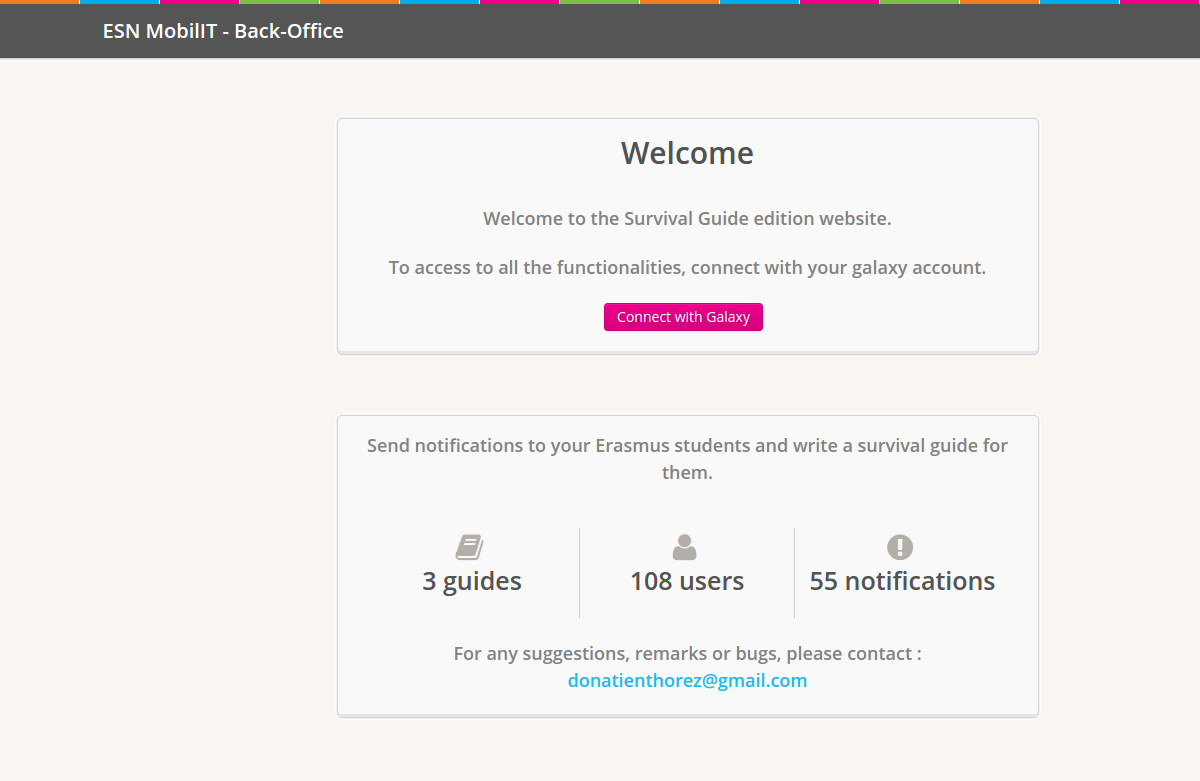 ESN MobilIT - Back-Office
Welcome
Welcome to the Survival Guide edition website.
To access to all the functionalities, connect with your galaxy account.
Connect with Galaxy
Send notifications to your Erasmus students and write a survival guide for
them.
3 guides
108 users
55 notifications
For any suggestions, remarks or bugs, please contact :
donatienthorez@gmail.com